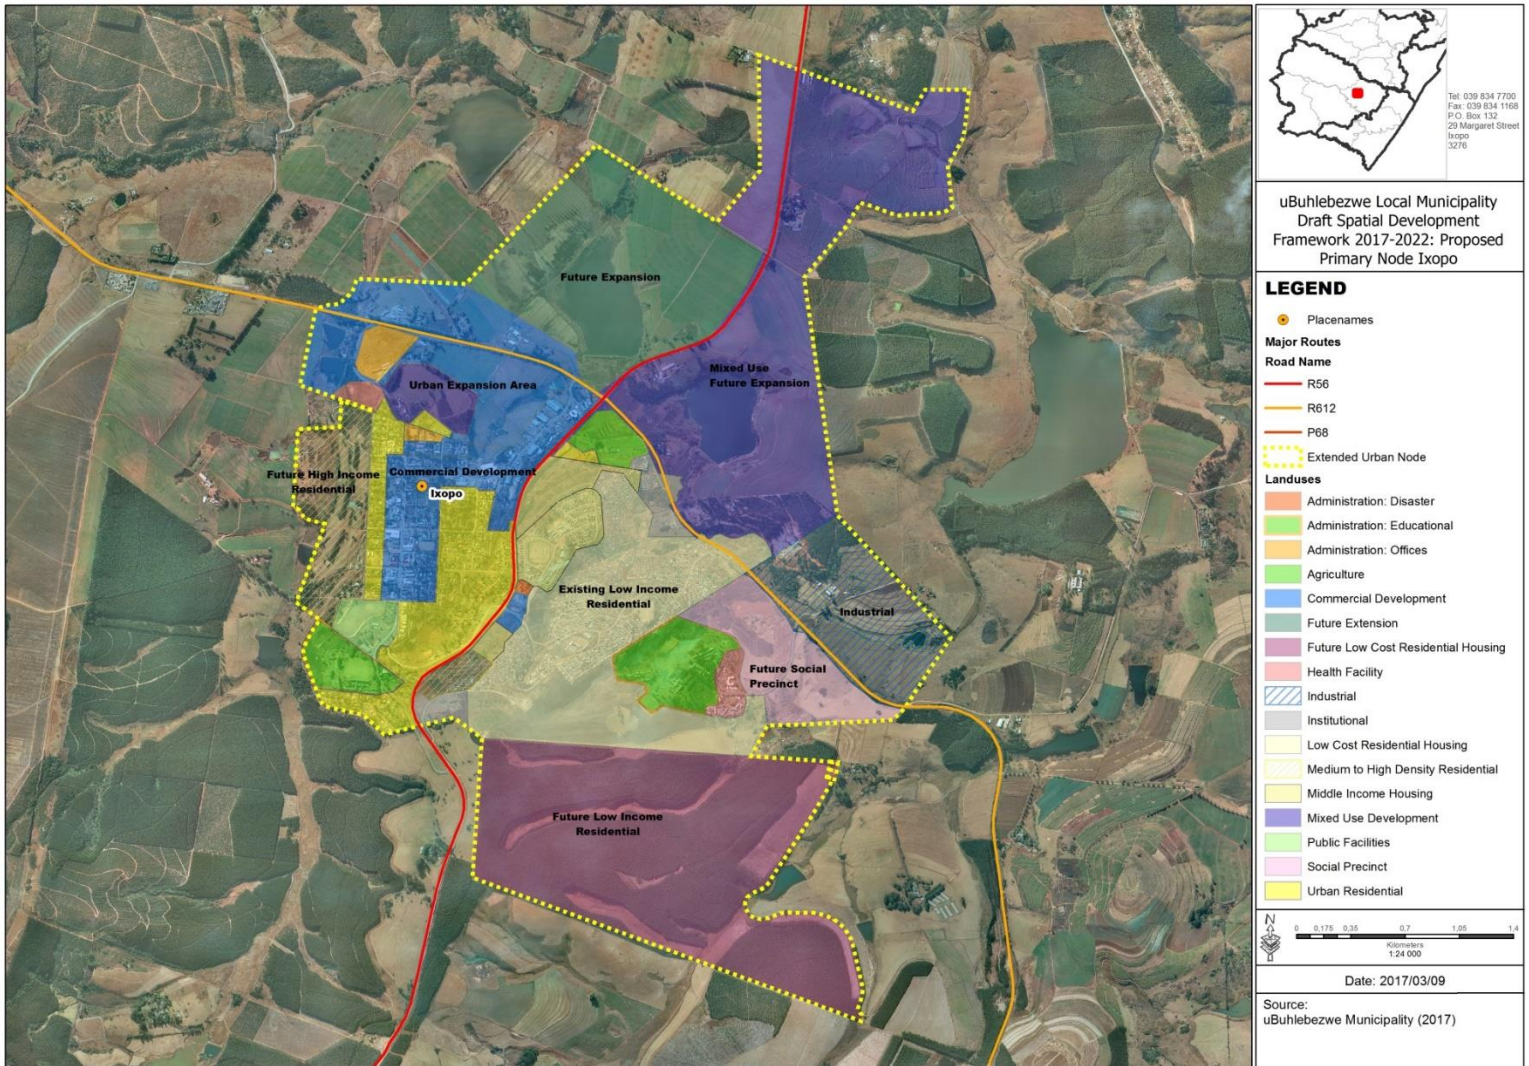 Future Expansion
Mixed Use
Future Expansion
Urban Expansion Area
Future High Income
Residential
Commercial Development
Ixopo
Existing Low Income
Residential
Industrial
Future Social
Precinct
Future Low Income
Residential
Tel: 039 834 7700
Fax: 039 834 1168
P.O. Box 132
29 Margaret Street
Ixopo
3276
uBuhlebezwe Local Municipality
Draft Spatial Development
Framework 2017-2022: Proposed
Primary Node Ixopo
LEGEND
Placenames
Major Routes
Road Name
R56
R612
P68
Extended Urban Node
Landuses
Administration: Disaster
Administration: Educational
Administration: Offices
Agriculture
Commercial Development
Future Extension
Future Low Cost Residential Housing
Health Facility
Industrial
Institutional
Low Cost Residential Housing
Medium to High Density Residential
Middle Income Housing
Mixed Use Development
Public Facilities
Social Precinct
Urban Residential
N
0 0,175 0,35 0,7 1,05 1,4
Kilometers
1:24 000
Date: 2017/03/09
Source:
uBuhlebezwe Municipality (2017)